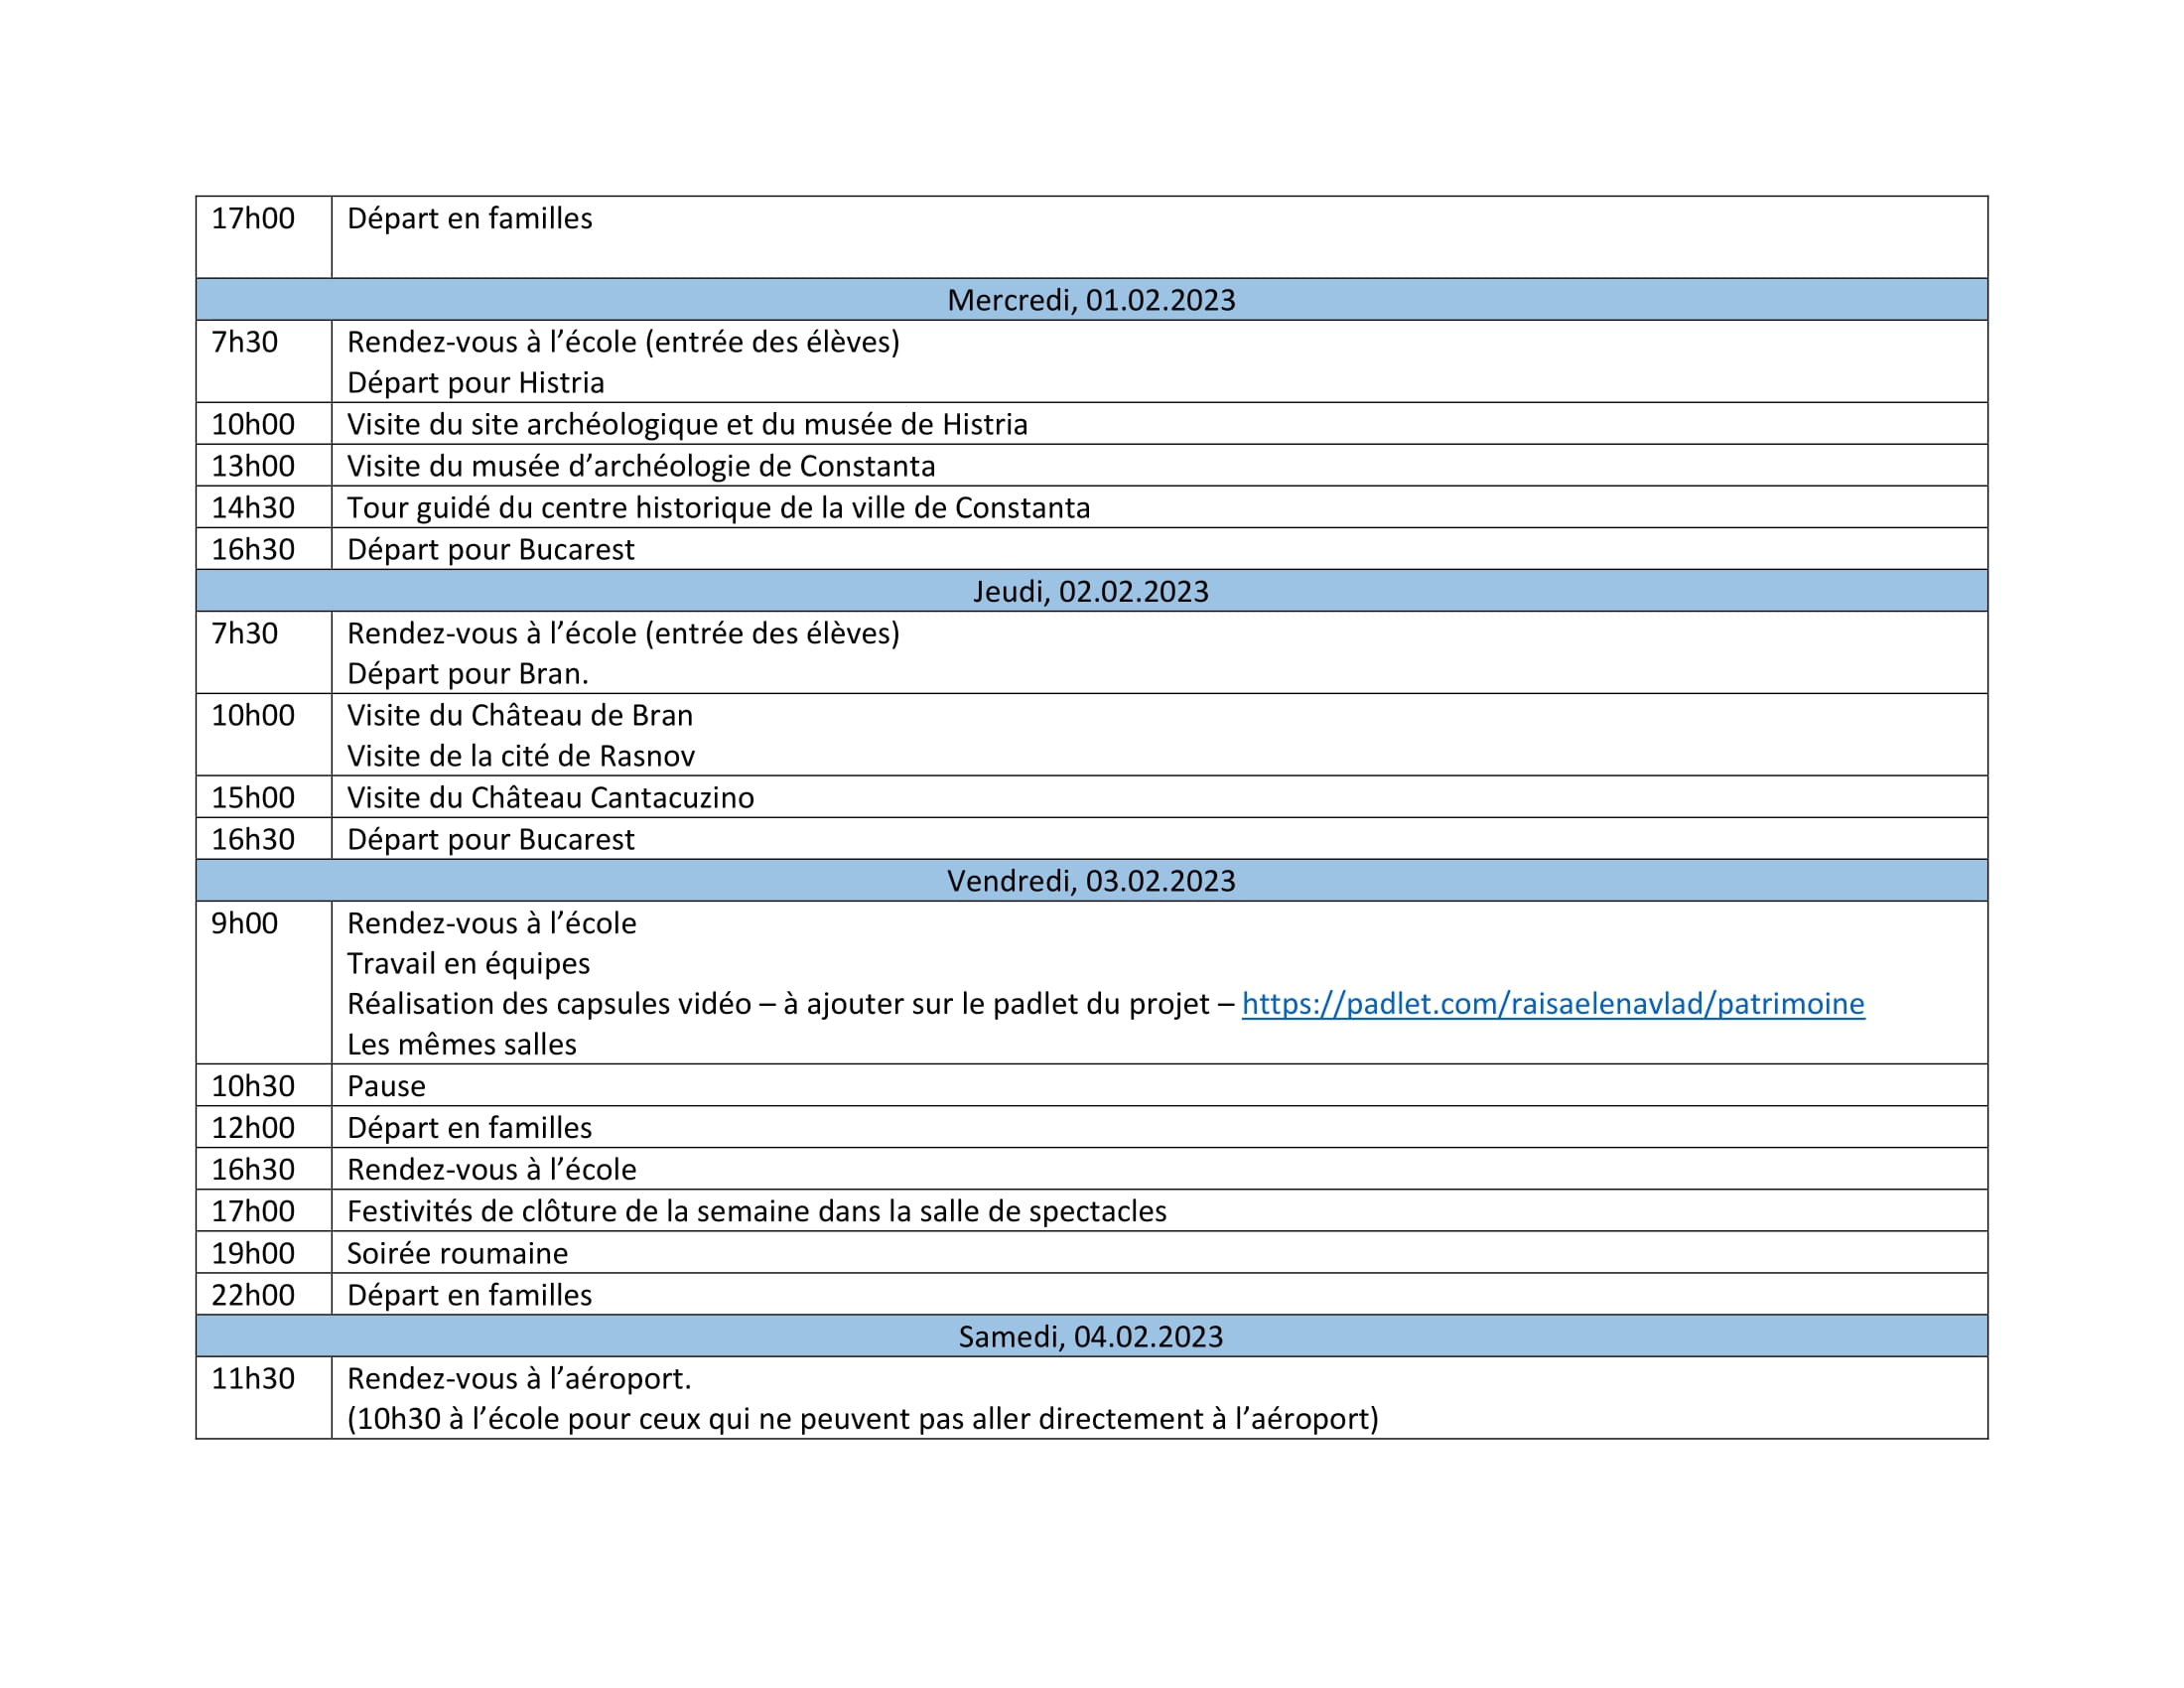 17h00 Départ en familles
Mercredi, 01.02.2023
7h30 Rendez-vous à l’école (entrée des élèves)
Départ pour Histria
10h00 Visite du site archéologique et du musée de Histria
13h00 Visite du musée d’archéologie de Constanta
14h30 Tour guidé du centre historique de la ville de Constanta
16h30 Départ pour Bucarest
Jeudi, 02.02.2023
7h30 Rendez-vous à l’école (entrée des élèves)
Départ pour Bran.
10h00 Visite du Château de Bran
Visite de la cité de Rasnov
15h00 Visite du Château Cantacuzino
16h30 Départ pour Bucarest
Vendredi, 03.02.2023
9h00 Rendez-vous à l’école
Travail en équipes
Réalisation des capsules vidéo – à ajouter sur le padlet du projet – https://padlet.com/raisaelenavlad/patrimoine
Les mêmes salles
10h30 Pause
12h00 Départ en familles
16h30 Rendez-vous à l’école
17h00 Festivités de clôture de la semaine dans la salle de spectacles
19h00 Soirée roumaine
22h00 Départ en familles
Samedi, 04.02.2023
11h30 Rendez-vous à l’aéroport.
(10h30 à l’école pour ceux qui ne peuvent pas aller directement à l’aéroport)